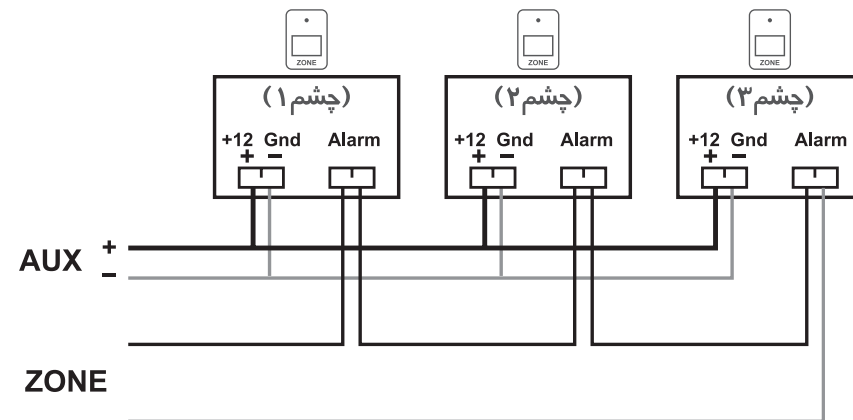 ZONE ZONE ZONE
(چشم۱) (چشم۲) (چشم۳)
+12 Gnd Alarm +12 Gnd Alarm +12 Gnd Alarm
+ − + − + −
AUX +
−
ZONE